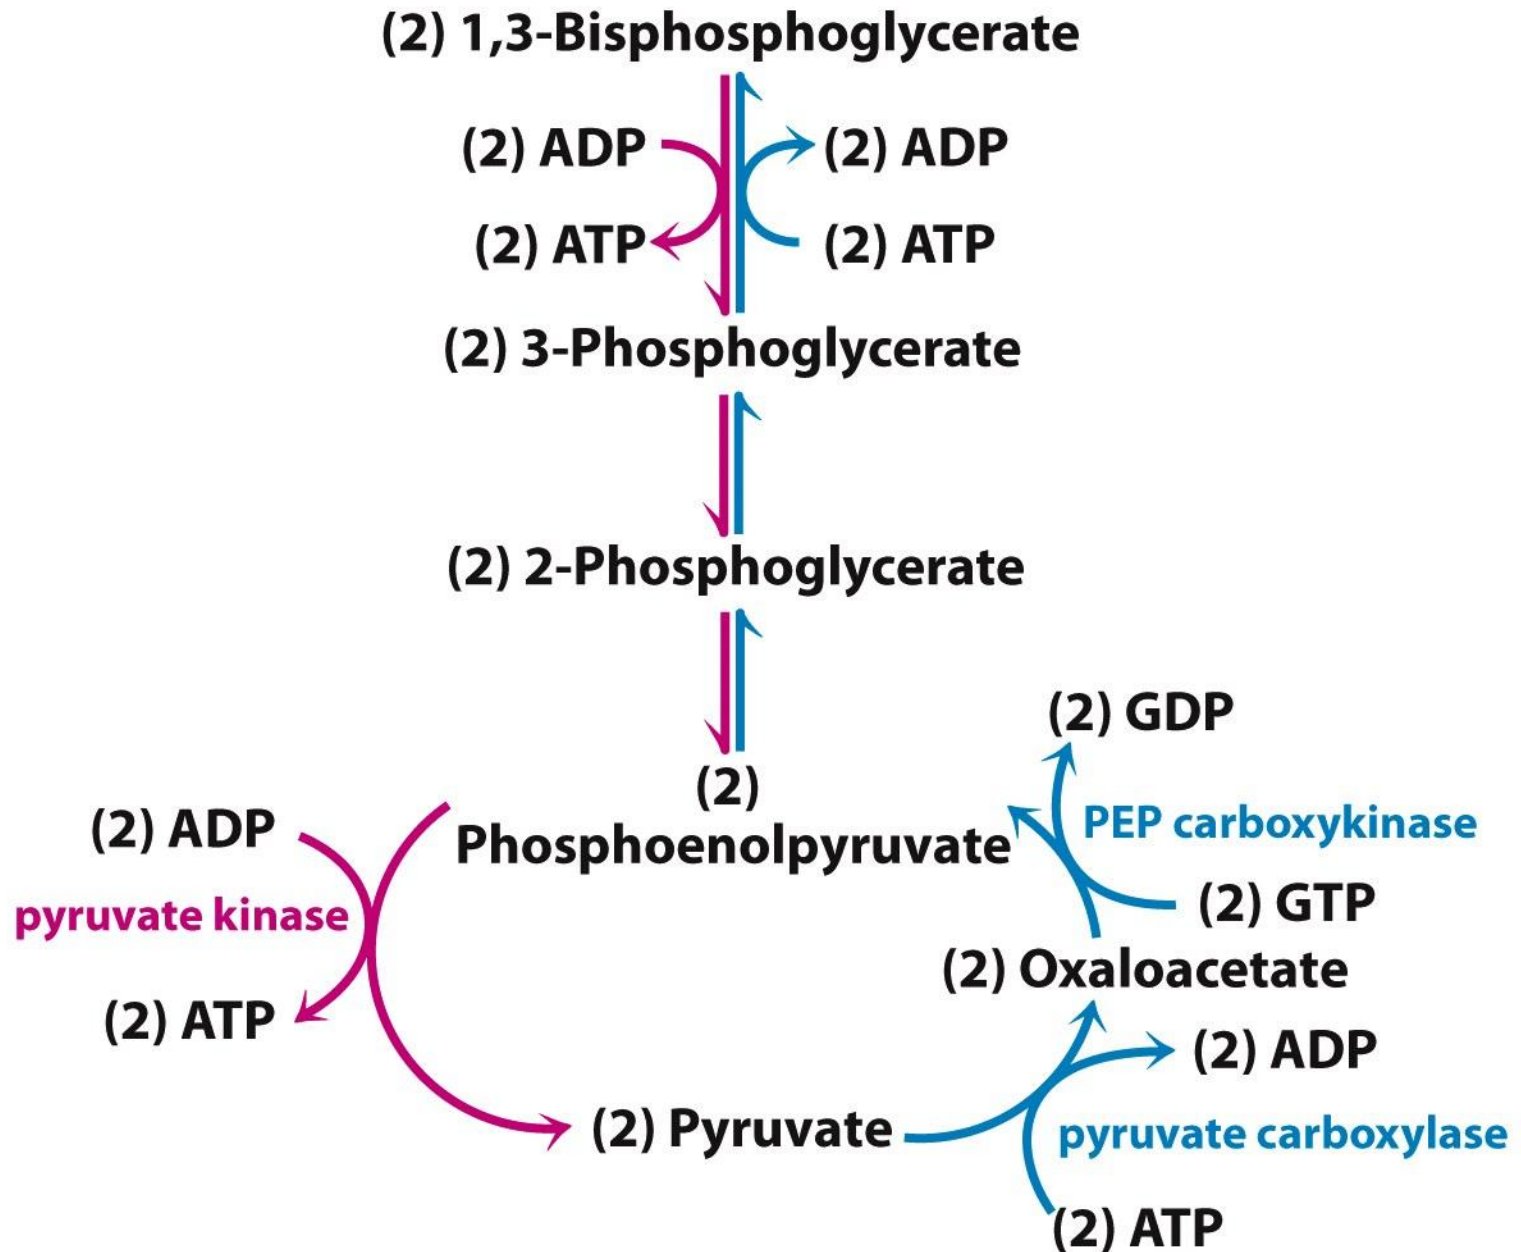 (2) 1,3-Bisphosphoglycerate
(2) ADP
(2) ADP
(2) ATP
(2) ATP
(2) 3-Phosphoglycerate
(2) 2-Phosphoglycerate
(2)
Phosphoenolpyruvate
(2) ADP
pyruvate kinase
(2) ATP
(2) GDP
PEP carboxykinase
(2) GTP
(2) Oxaloacetate
(2) ADP
(2) Pyruvate
pyruvate carboxylase
(2) ATP